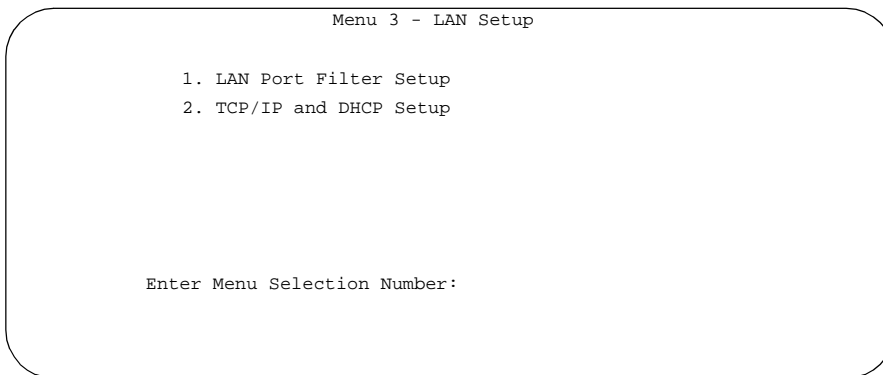 Menu 3 - LAN Setup
1. LAN Port Filter Setup
2. TCP/IP and DHCP Setup
Enter Menu Selection Number: